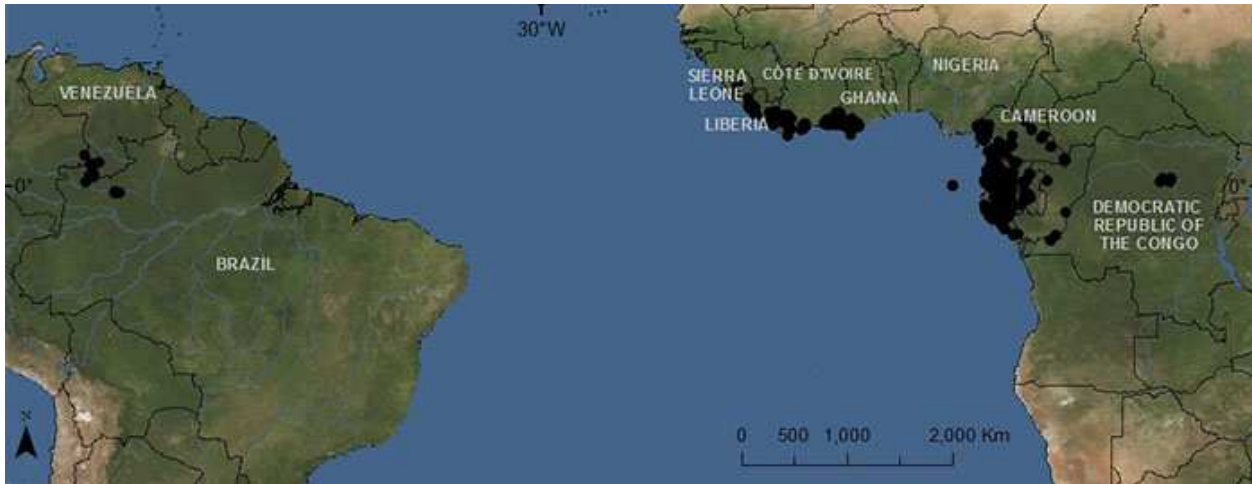 30°W
VENEZUELA
SIERRA
LEONE
CÔTE D'IVOIRE
NIGERIA
GHANA
LIBERIA
CAMEROON
0°
0°
DEMOCRATIC
REPUBLIC OF
THE CONGO
BRAZIL
N
0 500 1,000 2,000 Km